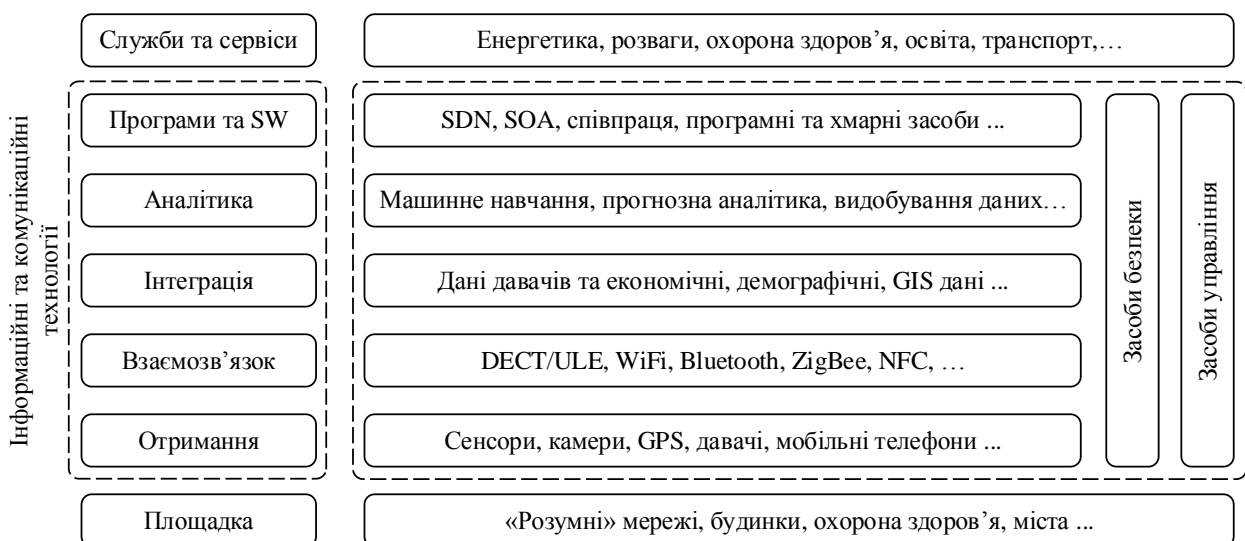 Служби та сервіси
Енергетика, розваги, охорона здоров’я, освіта, транспорт,…
Інформаційні та комунікаційні
технології
Програми та SW
SDN, SOA, співпраця, програмні та хмарні засоби ...
Аналітика
Машинне навчання, прогнозна аналітика, видобування даних…
Інтеграція
Дані давачів та економічні, демографічні, GIS дані ...
Взаємозв’язок
DECT/ULE, WiFi, Bluetooth, ZigBee, NFC, …
Отримання
Сенсори, камери, GPS, давачі, мобільні телефони ...
Засоби безпеки
Засоби управління
Площадка
«Розумні» мережі, будинки, охорона здоров’я, міста ...